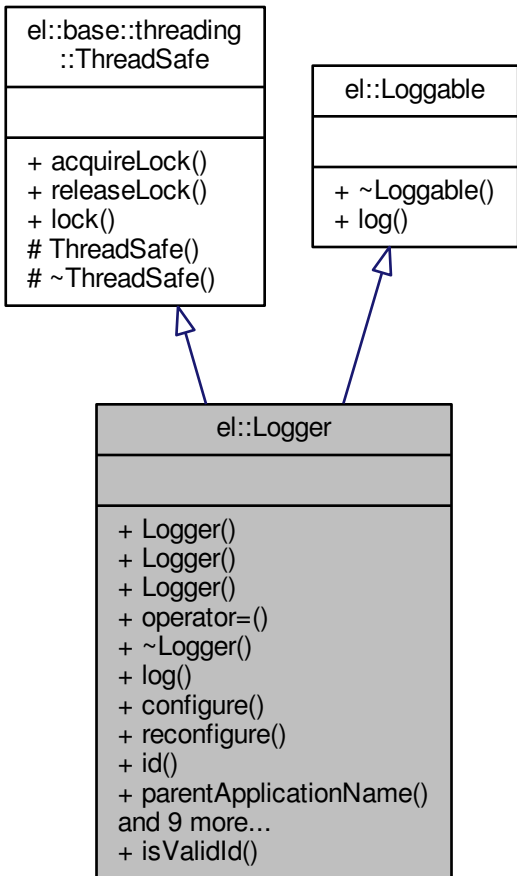 el::base::threading
::ThreadSafe
+ acquireLock()
+ releaseLock()
+ lock()
# ThreadSafe()
# ~ThreadSafe()
el::Loggable
+ ~Loggable()
+ log()
el::Logger
+ Logger()
+ Logger()
+ Logger()
+ operator=()
+ ~Logger()
+ log()
+ configure()
+ reconfigure()
+ id()
+ parentApplicationName()
and 9 more...
+ isValidId()